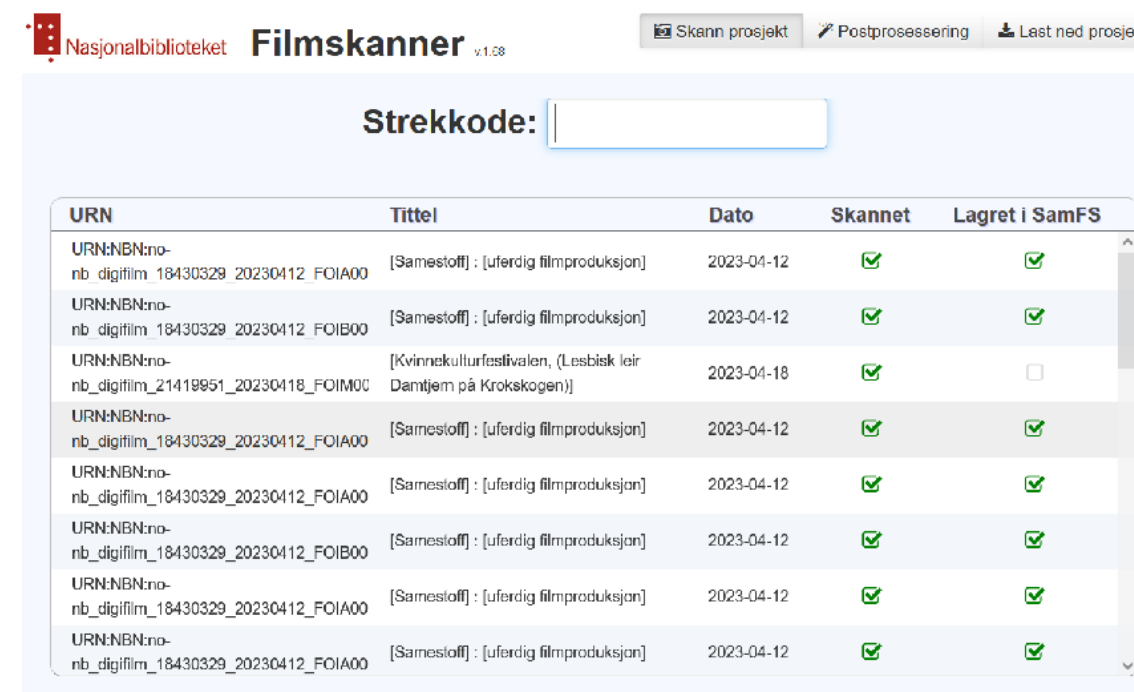 Nasjonalbiblioteket Filmskanner v.1.68 Skann prosjekt Postprosessering Last ned prosje
Strekkode:
URN Tittel Dato Skannet Lagret i SamFS
URN:NBN:no-
nb_digifilm_18430329_20230412_FOIA00 [Samestoff] : [uferdig filmproduksjon] 2023-04-12
URN:NBN:no-
nb_digifilm_18430329_20230412_FOIB00 [Samestoff] : [uferdig filmproduksjon] 2023-04-12
URN:NBN:no- [Kvinnekulturfestivalen, (Lesbisk leir
nb_digifilm_21419951_20230418_FOIM00 Damtjern på Krokskogen)] 2023-04-18
URN:NBN:no-
nb_digifilm_18430329_20230412_FOIA00 [Samestoff] : [uferdig filmproduksjon] 2023-04-12
URN:NBN:no-
nb_digifilm_18430329_20230412_FOIA00 [Samestoff] : [uferdig filmproduksjon] 2023-04-12
URN:NBN:no-
nb_digifilm_18430329_20230412_FOIB00 [Samestoff] : [uferdig filmproduksjon] 2023-04-12
URN:NBN:no-
nb_digifilm_18430329_20230412_FOIA00 [Samestoff] : [uferdig filmproduksjon] 2023-04-12
URN:NBN:no-
nb_digifilm_18430329_20230412_FOIA00 [Samestoff] : [uferdig filmproduksjon] 2023-04-12